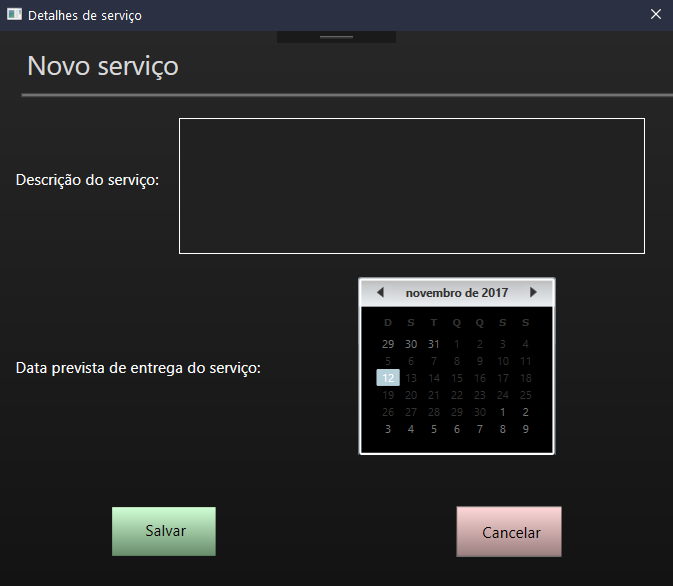 Detalhes de serviço
Novo serviço
Descrição do serviço:
novembro de 2017
D S T Q Q S S
29 30 31 1 2 3 4
5 6 7 8 9 10 11
12 13 14 15 16 17 18
19 20 21 22 23 24 25
26 27 28 29 30 1 2
3 4 5 6 7 8 9
Data prevista de entrega do serviço:
Salvar Cancelar